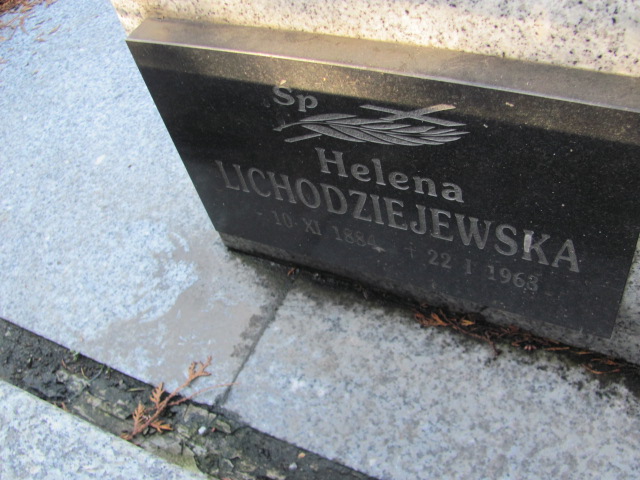 Sp
Helena
LICHODZIEJEWSKA
10 XI 1884 22 I 1968